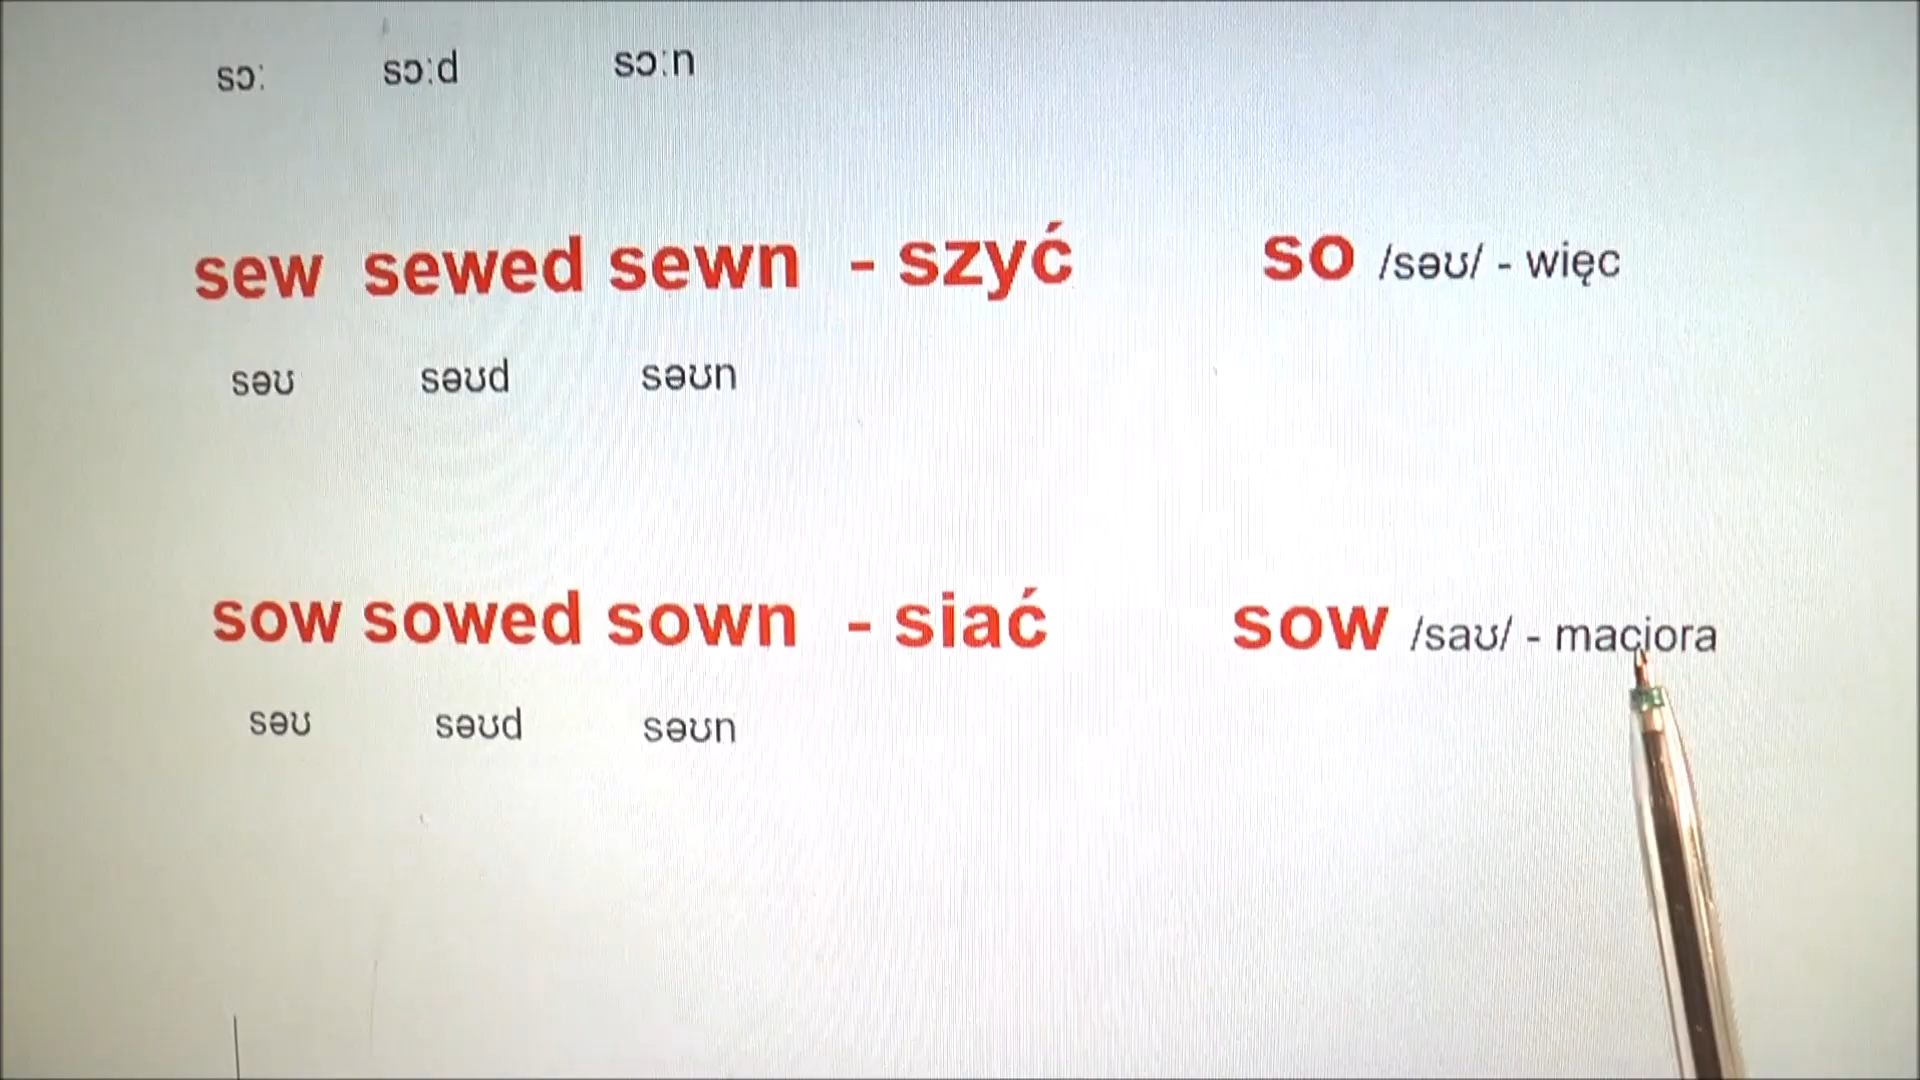 sɔː sɔːd sɔːn
sew sewed sewn - szyć so /səʊ/ - więc
səʊ səʊd səʊn
sow sowed sown - siać sow /saʊ/ - maciora
səʊ səʊd səʊn